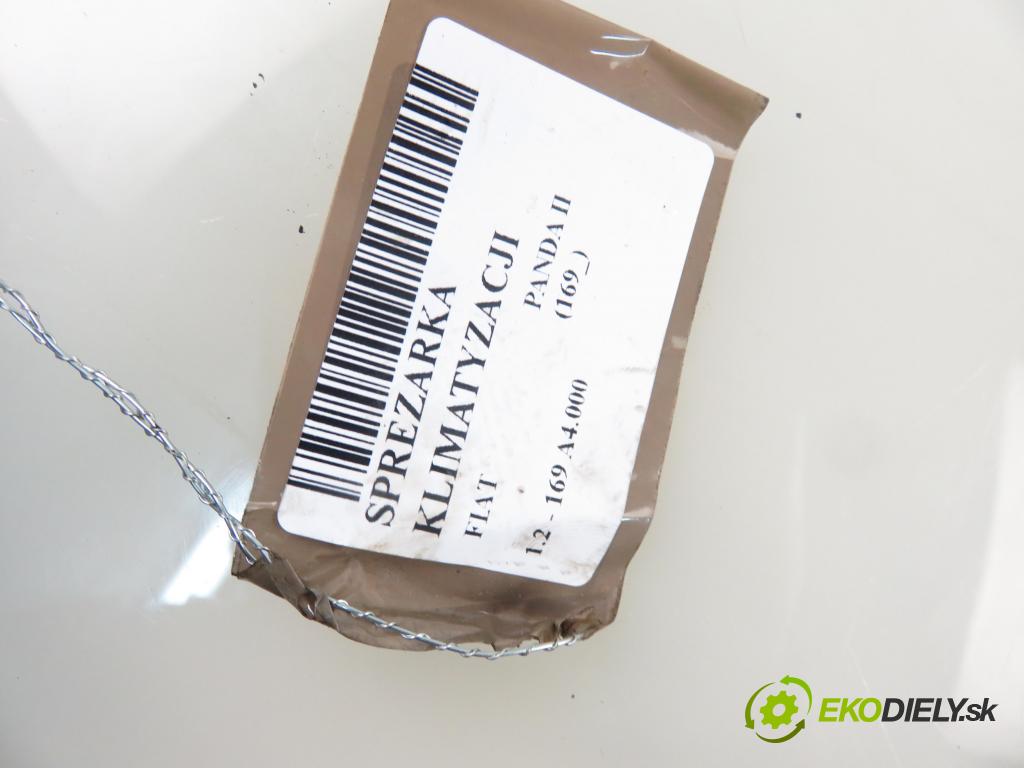 SPREZARKA
KLIMATYZACJI
FIAT PANDA II
(169_)
1.2 - 169 A4.000
EKODIELY.sk